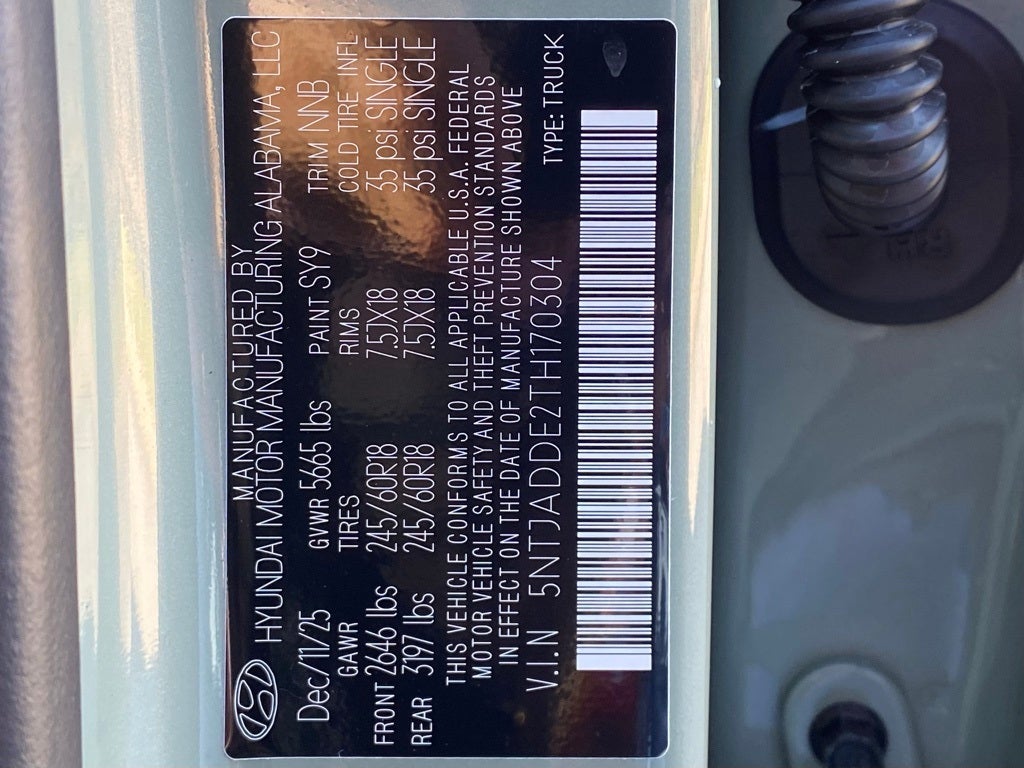 MANUFACTURED BY
HYUNDAI MOTOR MANUFACTURING ALABAMA, LLC
Dec/11/25 GVWR 5665 lbs PAINT SY9 TRIM NNB
GAWR TIRES RIMS COLD TIRE INFL
FRONT 2646 lbs 245/60R18 7.5JX18 35 psi SINGLE
REAR 3197 lbs 245/60R18 7.5JX18 35 psi SINGLE
THIS VEHICLE CONFORMS TO ALL APPLICABLE U.S.A. FEDERAL
MOTOR VEHICLE SAFETY AND THEFT PREVENTION STANDARDS
IN EFFECT ON THE DATE OF MANUFACTURE SHOWN ABOVE
V.I.N 5NTJADDE2TH170304 TYPE: TRUCK